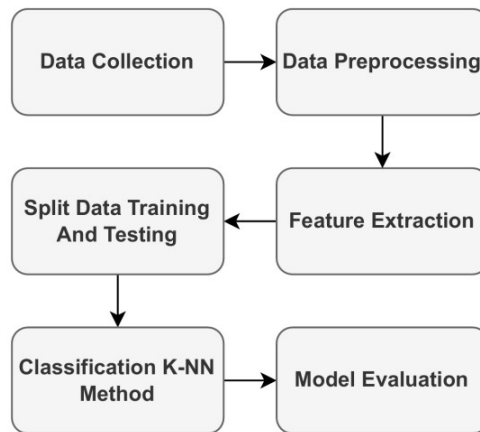 Data Collection
Data Preprocessing
Feature Extraction
Split Data Training
And Testing
Classification K-NN
Method
Model Evaluation